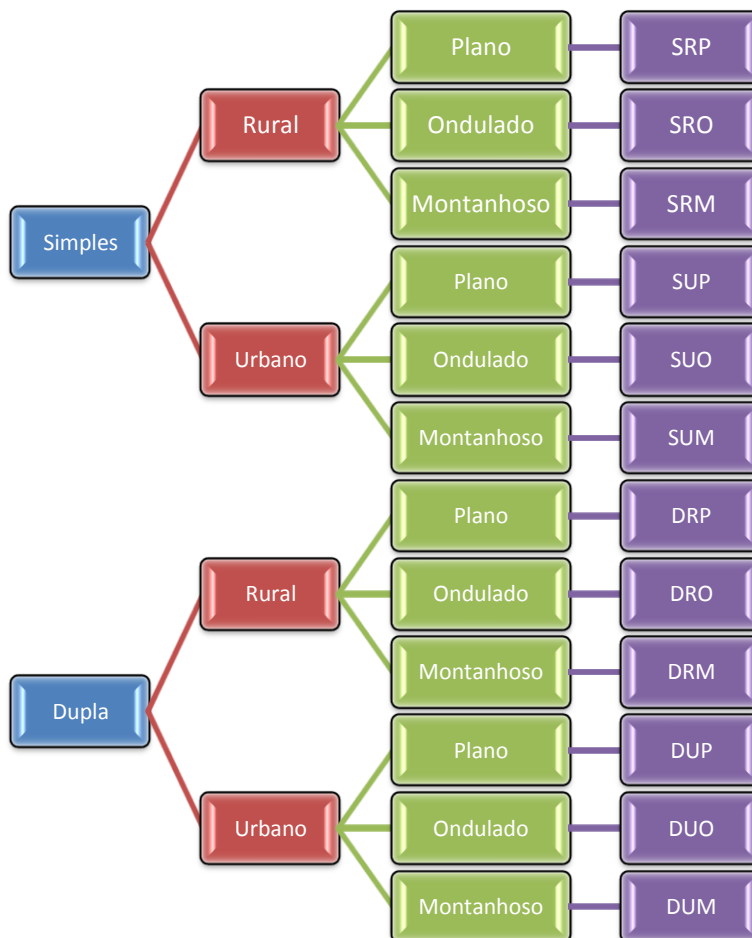 Plano
SRP
Rural
Ondulado
SRO
Montanhoso
SRM
Simples
Plano
SUP
Urbano
Ondulado
SUO
Montanhoso
SUM
Plano
DRP
Rural
Ondulado
DRO
Montanhoso
DRM
Dupla
Plano
DUP
Urbano
Ondulado
DUO
Montanhoso
DUM